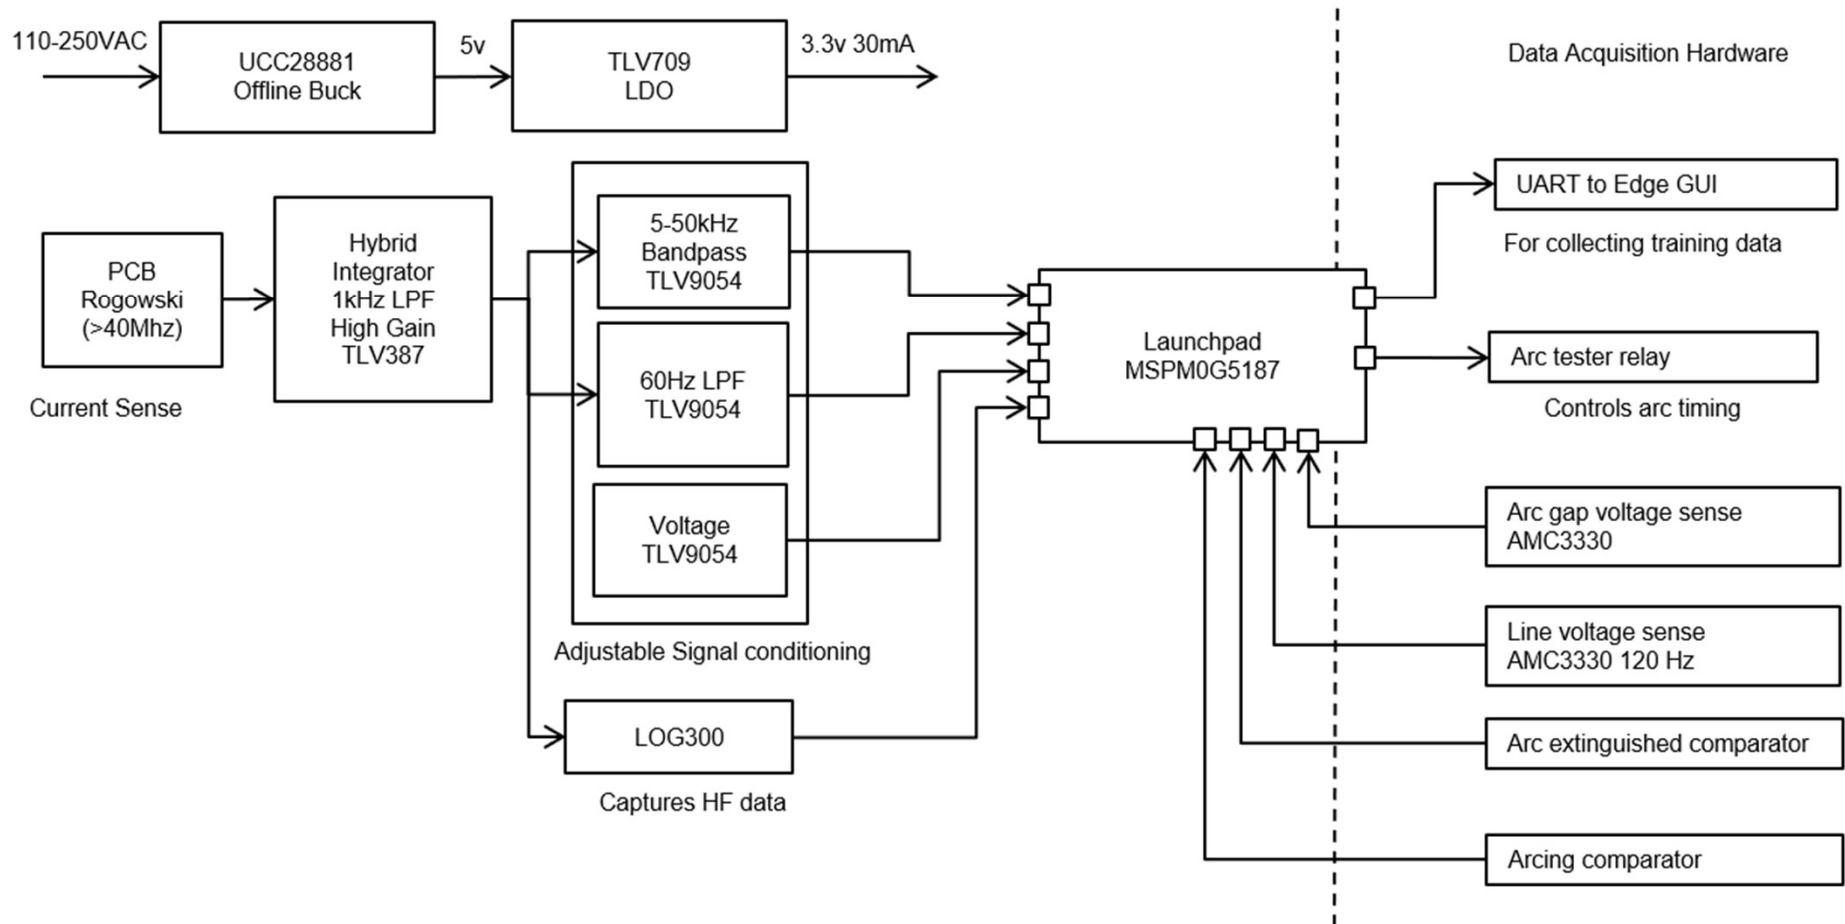 110-250VAC
UCC28881
Offline Buck
5v
TLV709
LDO
3.3v 30mA
Data Acquisition Hardware
PCB
Rogowski
(>40Mhz)
Current Sense
Hybrid
Integrator
1kHz LPF
High Gain
TLV387
5-50kHz
Bandpass
TLV9054
60Hz LPF
TLV9054
Voltage
TLV9054
Adjustable Signal conditioning
LOG300
Captures HF data
Launchpad
MSPM0G5187
UART to Edge GUI
For collecting training data
Arc tester relay
Controls arc timing
Arc gap voltage sense
AMC3330
Line voltage sense
AMC3330 120 Hz
Arc extinguished comparator
Arcing comparator